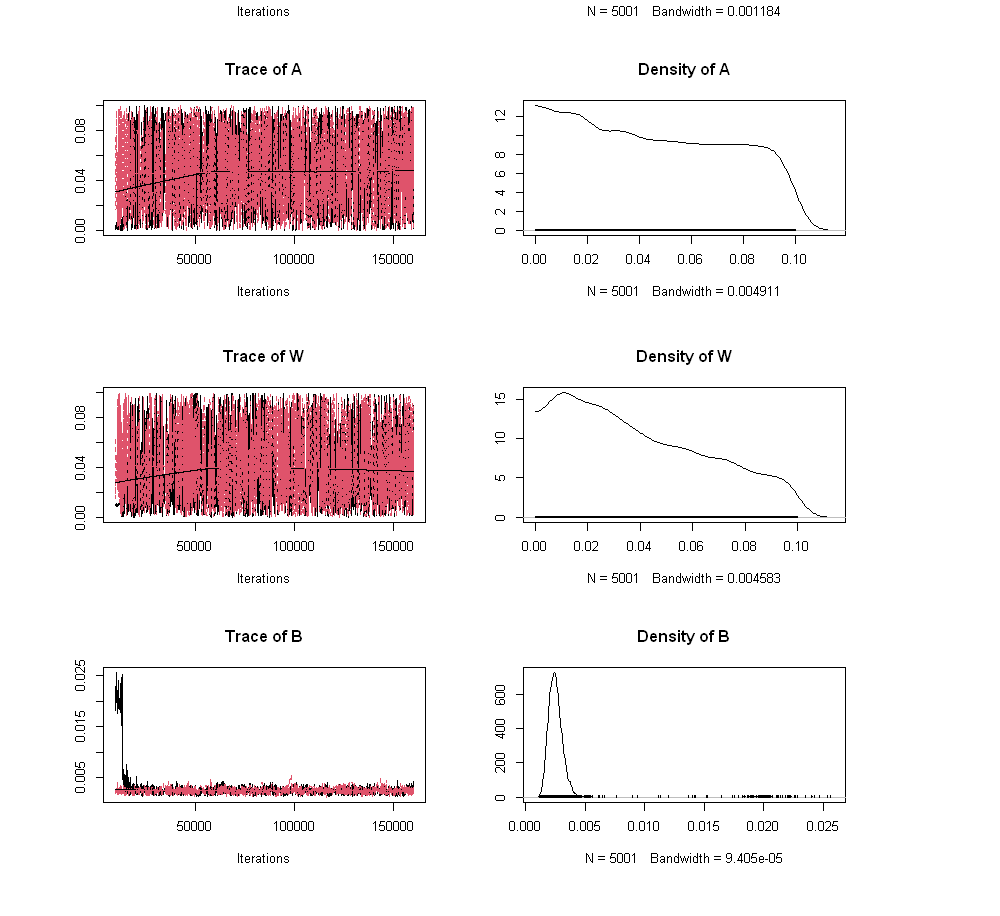 Iterations
N = 5001 Bandwidth = 0.001184
Trace of A
Density of A
0.00 0.04 0.08
50000 100000 150000
Iterations
0 2 4 6 8 12
0.00 0.02 0.04 0.06 0.08 0.10
N = 5001 Bandwidth = 0.004911
Trace of W
Density of W
0.00 0.04 0.08
50000 100000 150000
Iterations
0 5 10 15
0.00 0.02 0.04 0.06 0.08 0.10
N = 5001 Bandwidth = 0.004583
Trace of B
Density of B
0.005 0.015 0.025
50000 100000 150000
Iterations
0 200 400 600
0.000 0.005 0.010 0.015 0.020 0.025
N = 5001 Bandwidth = 9.405e-05